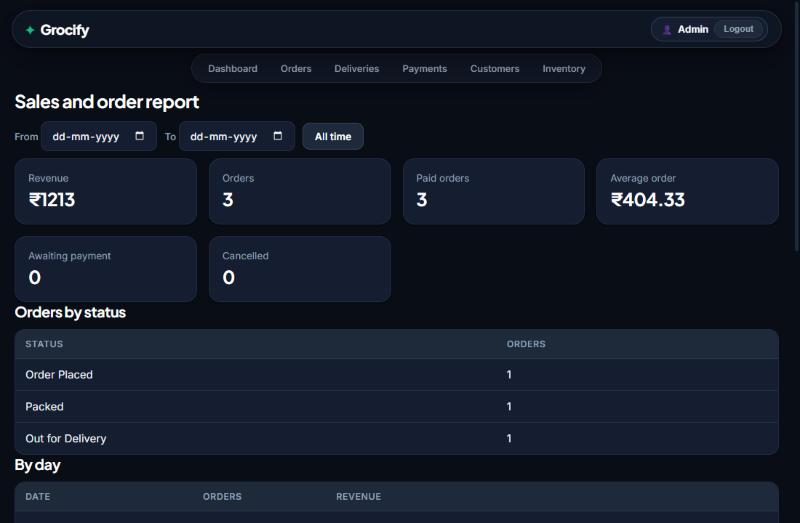 Grocify
Admin Logout
Dashboard Orders Deliveries Payments Customers Inventory
Sales and order report
From dd-mm-yyyy To dd-mm-yyyy All time
Revenue Orders Paid orders Average order
₹1213 3 3 ₹404.33
Awaiting payment Cancelled
0 0
Orders by status
STATUS ORDERS
Order Placed 1
Packed 1
Out for Delivery 1
By day
DATE ORDERS REVENUE